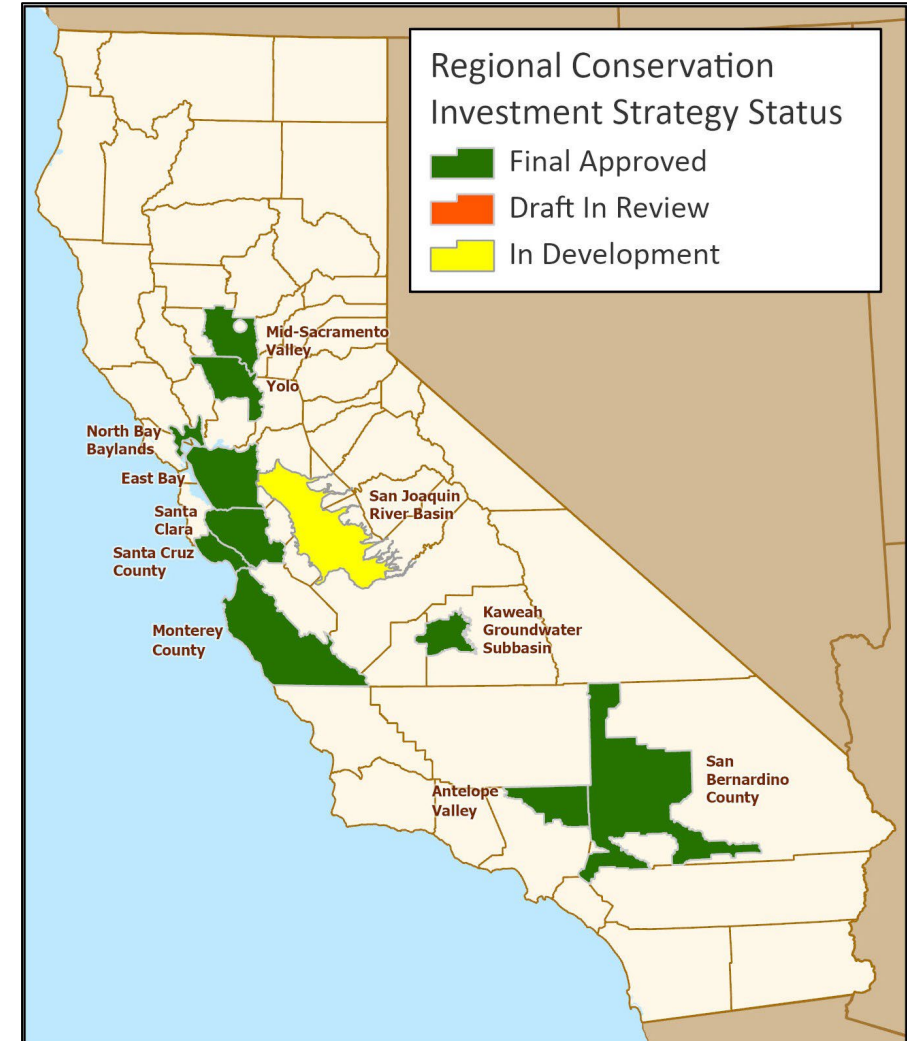 Regional Conservation
Investment Strategy Status
Final Approved
Draft In Review
In Development
Mid-Sacramento
Valley
Yolo
North Bay
Baylands
East Bay
Santa
Clara
Santa Cruz
County
San Joaquin
River Basin
Monterey
County
Kaweah
Groundwater
Subbasin
Antelope
Valley
San
Bernardino
County